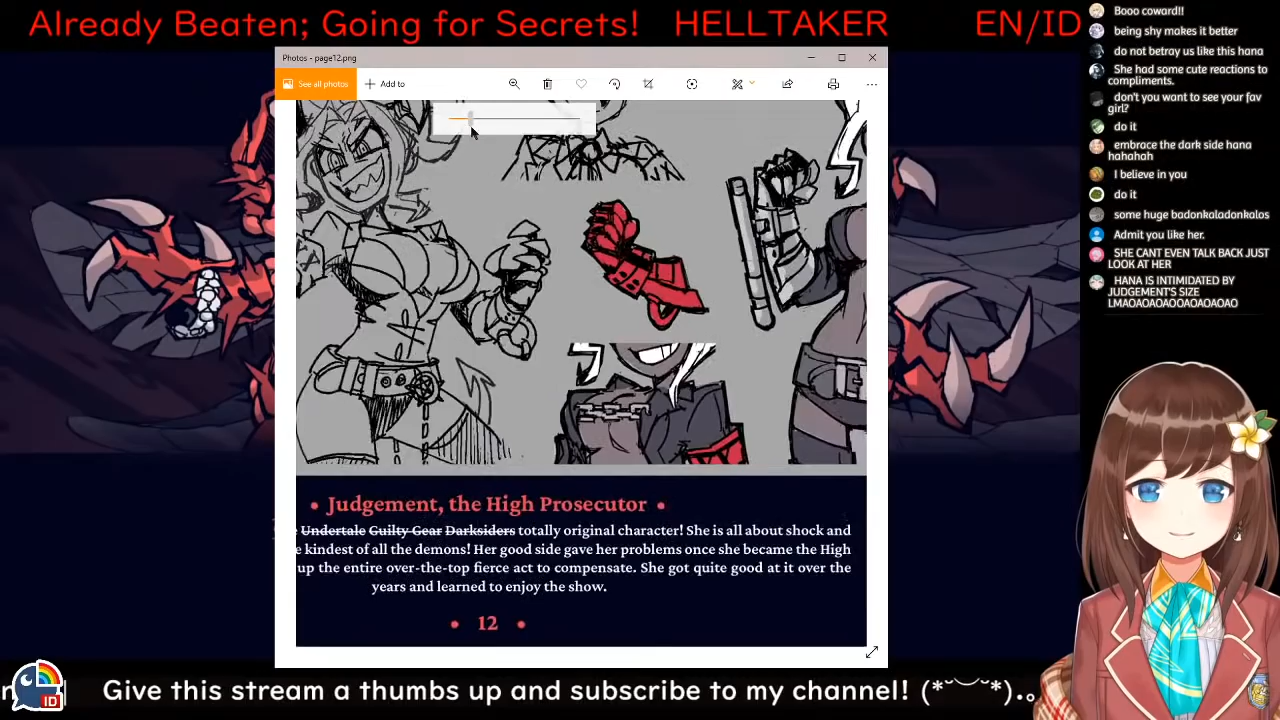 Already Beaten; Going for Secrets! HELLTAKER EN/ID
Photos - page12.png
See all photos
Add to
Judgement, the High Prosecutor
Undertale Guilty Gear Darksiders totally original character! She is all about shock and
kindest of all the demons! Her good side gave her problems once she became the High
up the entire over-the-top fierce act to compensate. She got quite good at it over the
years and learned to enjoy the show.
12
Booo coward!!
being shy makes it better
do not betray us like this hana
She had some cute reactions to
compliments.
don't you want to see your fav
girl?
do it
embrace the dark side hana
hahahah
I believe in you
do it
some huge badonkaladonkalos
Admit you like her.
SHE CANT EVEN TALK BACK JUST
LOOK AT HER
HANA IS INTIMIDATED BY
JUDGEMENT'S SIZE
LMAOAOAOAOOAOAOAOAO
ID
Give this stream a thumbs up and subscribe to my channel! (*˘︶˘*).｡